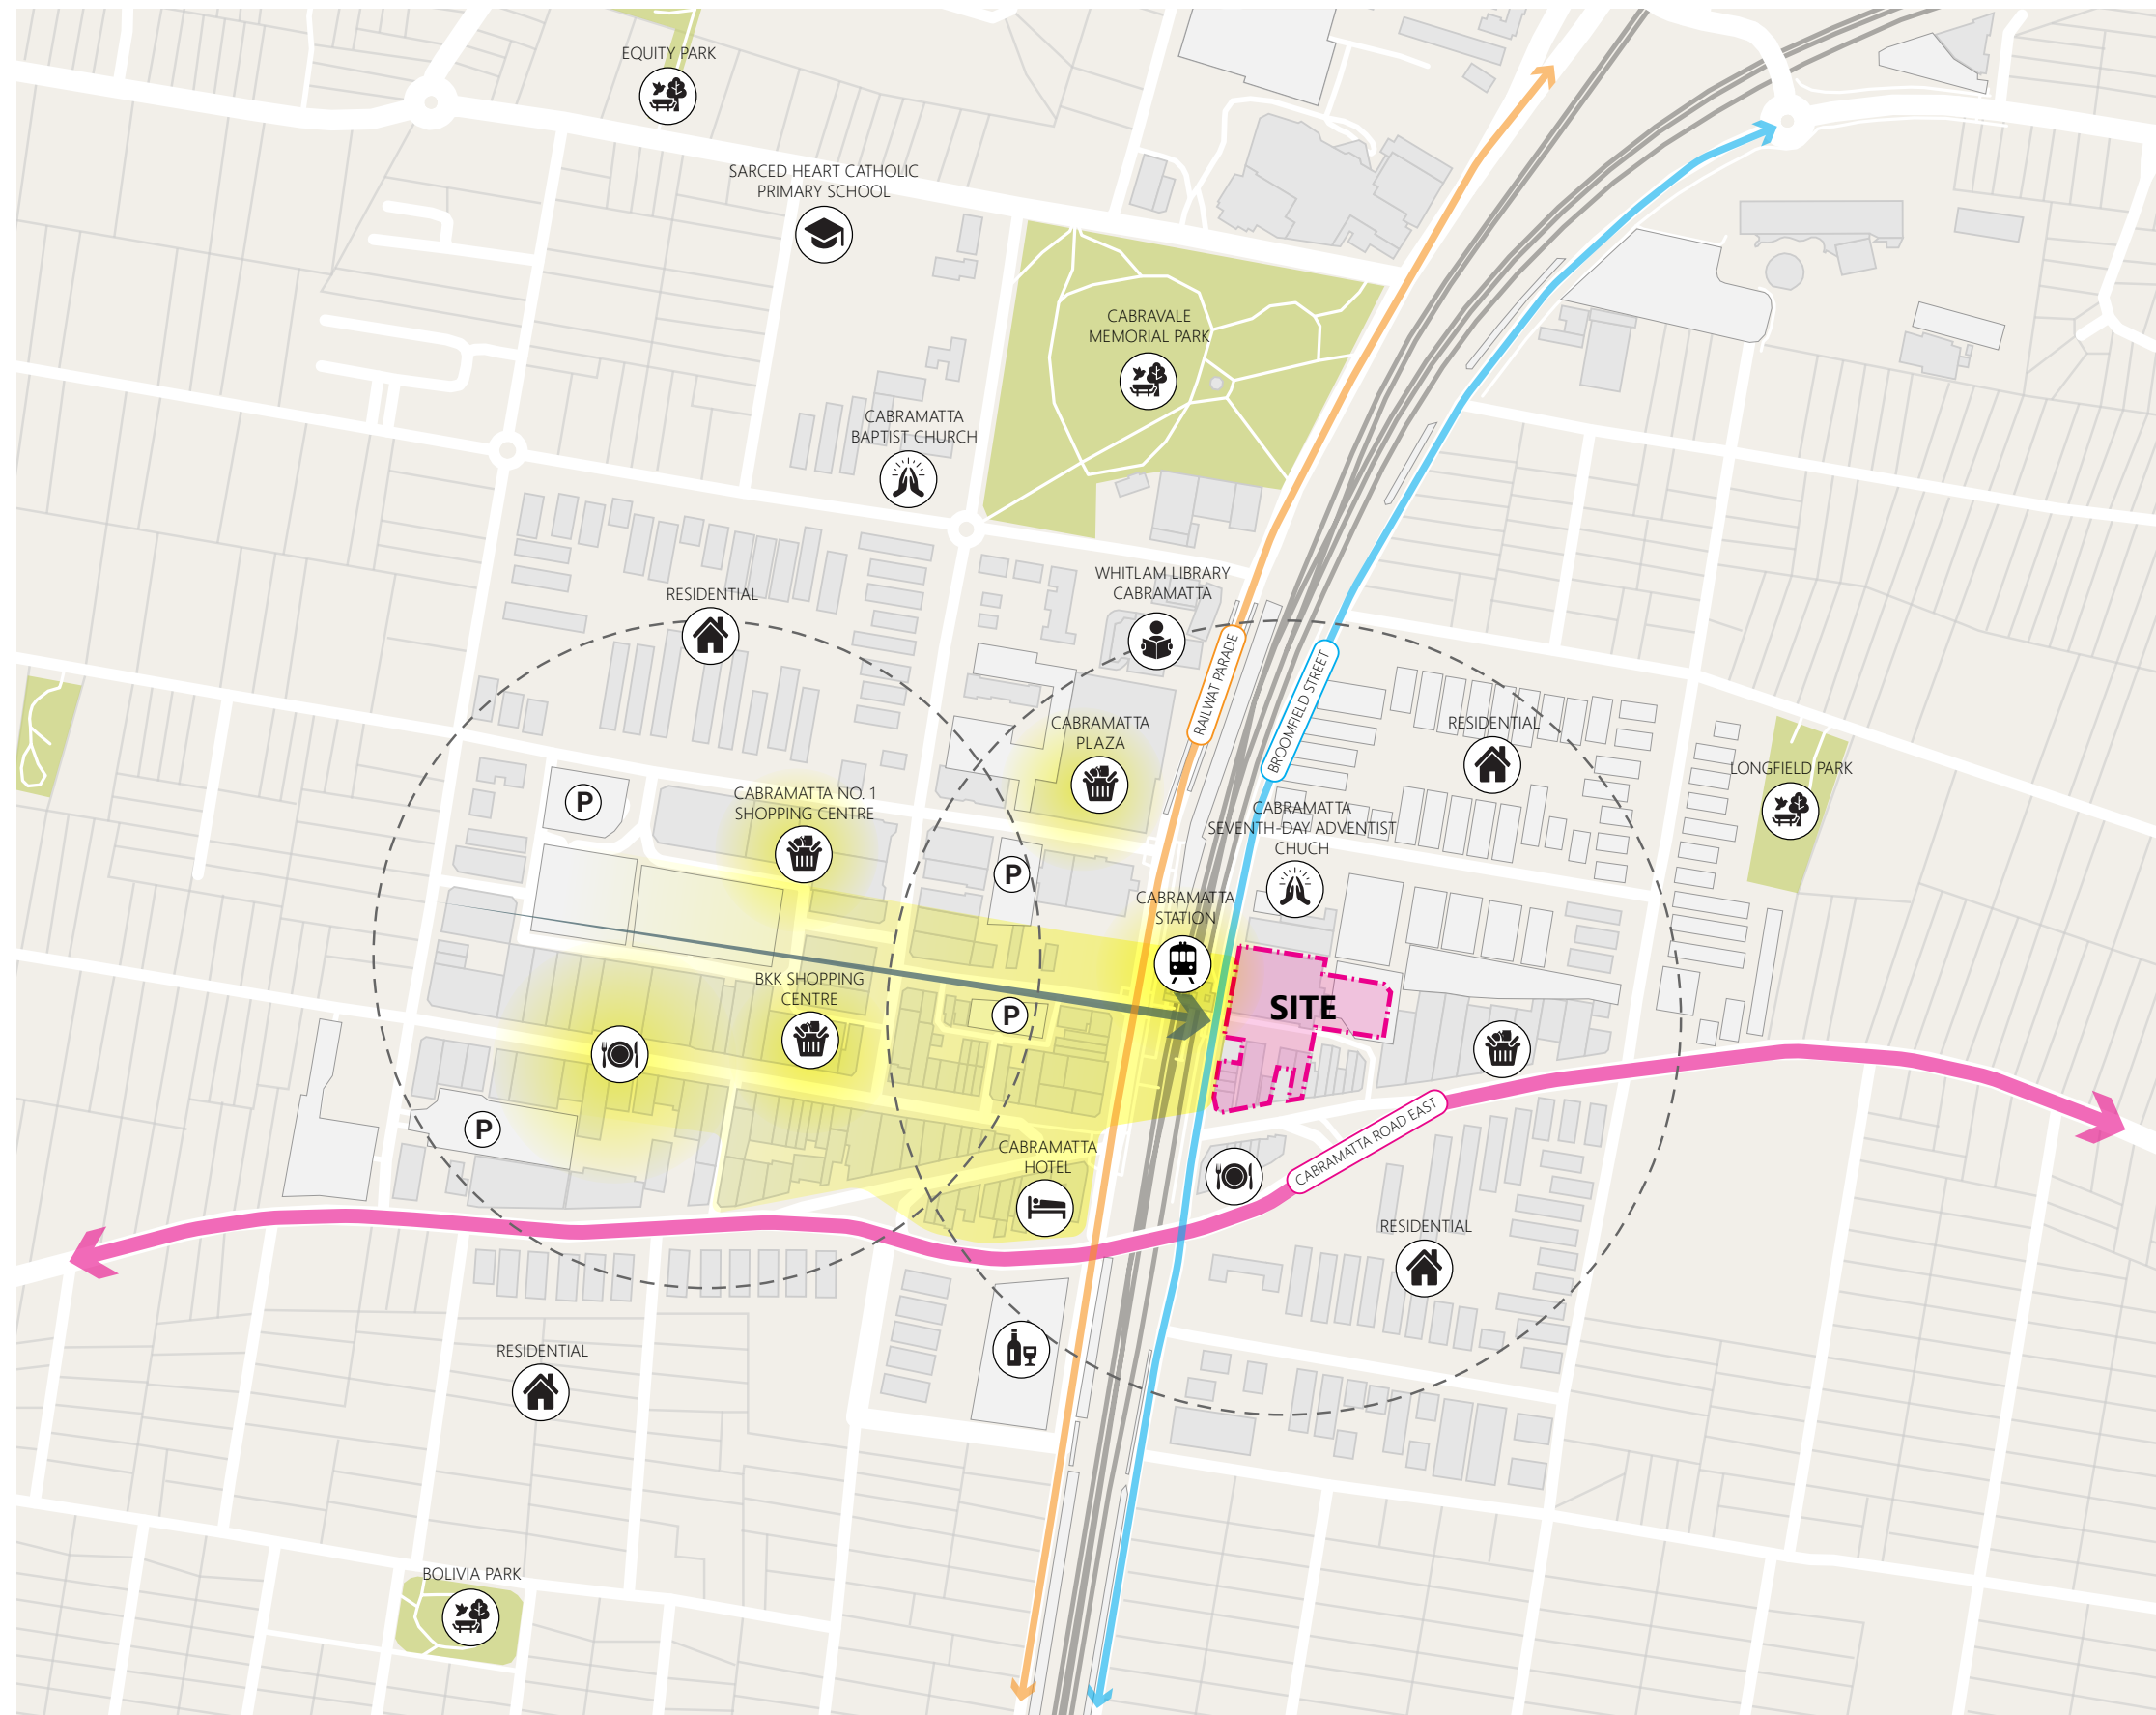 EQUITY PARK
SARCED HEART CATHOLIC
PRIMARY SCHOOL
CABRAVALE
MEMORIAL PARK
CABRAMATTA
BAPTIST CHURCH
WHITLAM LIBRARY
CABRAMATTA
RESIDENTIAL
RAILWAT PARADE
BROOMFIELD STREET
CABRAMATTA
PLAZA
RESIDENTIAL
LONGFIELD PARK
P
CABRAMATTA NO. 1
SHOPPING CENTRE
CABRAMATTA
SEVENTH-DAY ADVENTIST
CHUCH
P
CABRAMATTA
STATION
BKK SHOPPING
CENTRE
P
SITE
P
CABRAMATTA
HOTEL
CABRAMATTA ROAD EAST
RESIDENTIAL
RESIDENTIAL
BOLIVIA PARK